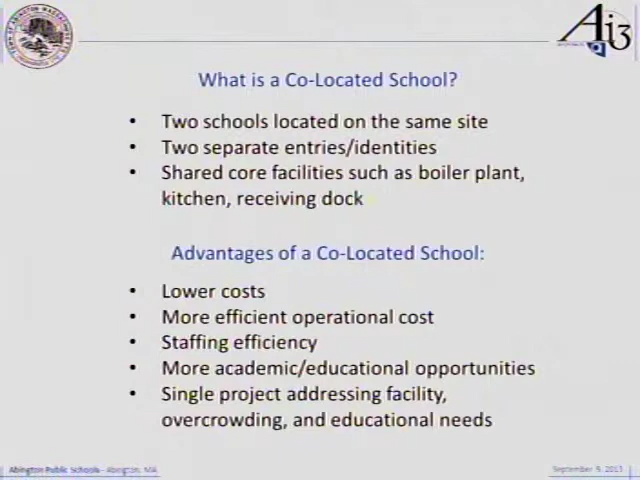 Ai3
What is a Co-Located School?
• Two schools located on the same site
• Two separate entries/identities
• Shared core facilities such as boiler plant,
kitchen, receiving dock
Advantages of a Co-Located School:
• Lower costs
• More efficient operational cost
• Staffing efficiency
• More academic/educational opportunities
• Single project addressing facility,
overcrowding, and educational needs
Abington Public Schools - Abington, MA
September 9, 2013